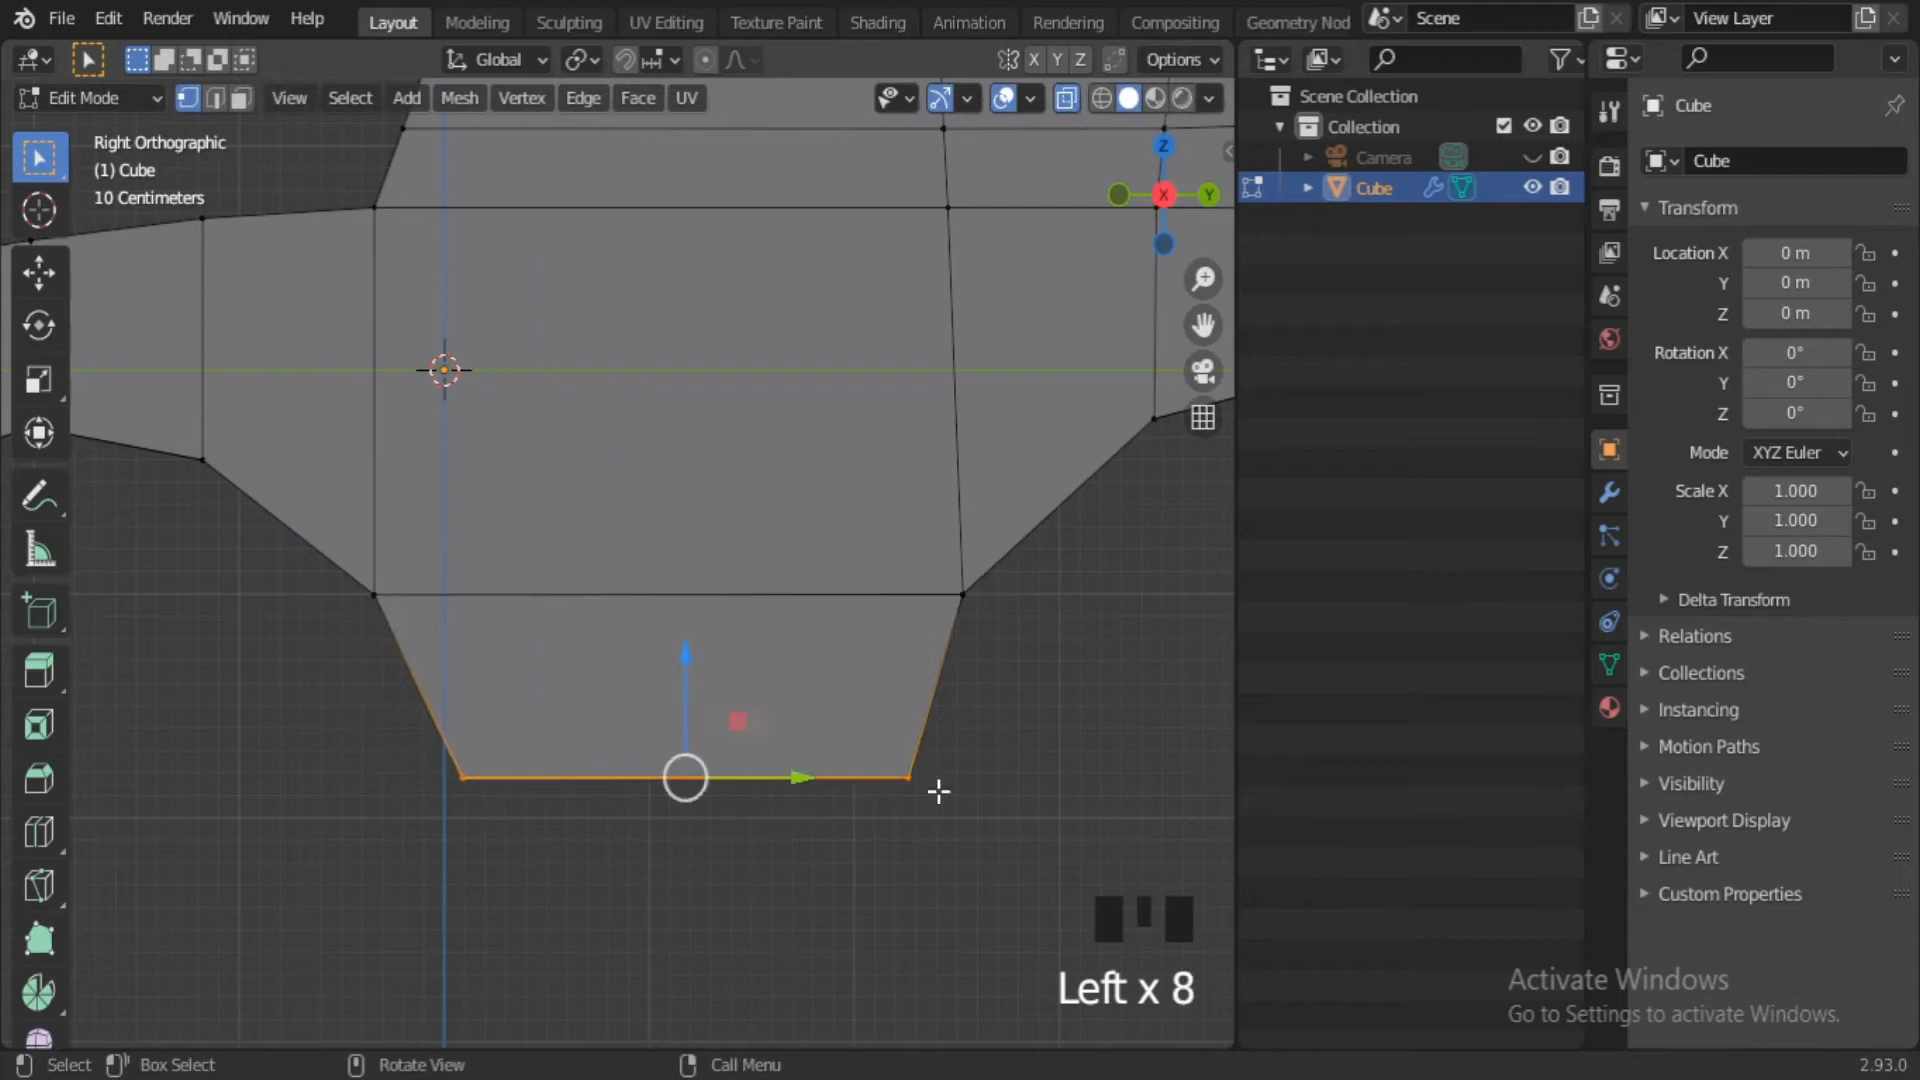 File Edit Render Window Help Layout Modeling Sculpting UV Editing Texture Paint Shading Animation Rendering Compositing Geometry Nod Scene View Layer
Global X Y Z Options
Edit Mode View Select Add Mesh Vertex Edge Face UV
Right Orthographic
(1) Cube
10 Centimeters
Z
X
Y
Left x 8
Scene Collection
Collection
Camera
Cube
Cube
Cube
Transform
Location X 0 m
Y 0 m
Z 0 m
Rotation X 0°
Y 0°
Z 0°
Mode XYZ Euler
Scale X 1.000
Y 1.000
Z 1.000
Delta Transform
Relations
Collections
Instancing
Motion Paths
Visibility
Viewport Display
Line Art
Custom Properties
Activate Windows
Go to Settings to activate Windows.
Select Box Select Rotate View Call Menu 2.93.0